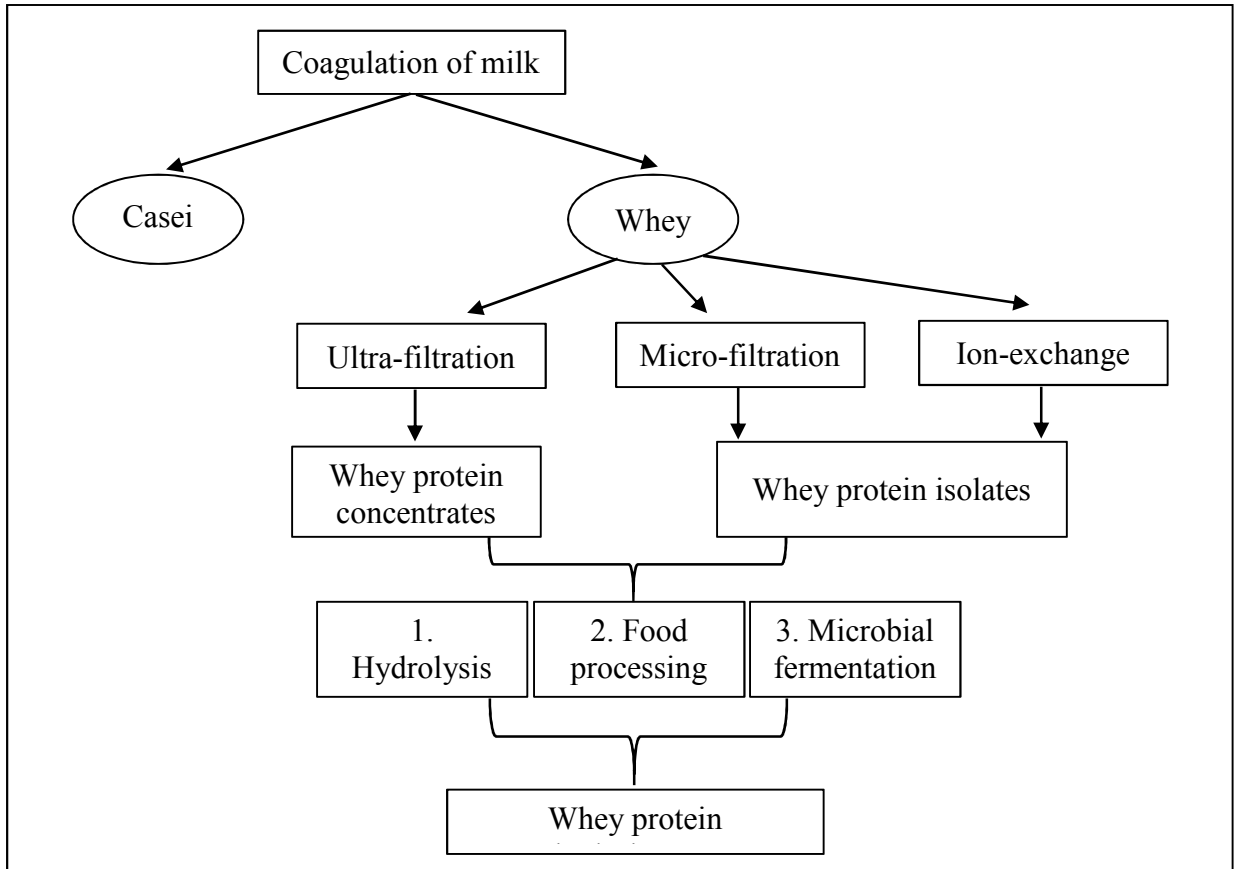 Coagulation of milk
Casei
Whey
Ultra-filtration
Micro-filtration
Ion-exchange
Whey protein
concentrates
Whey protein isolates
1.
Hydrolysis
2. Food
processing
3. Microbial
fermentation
Whey protein